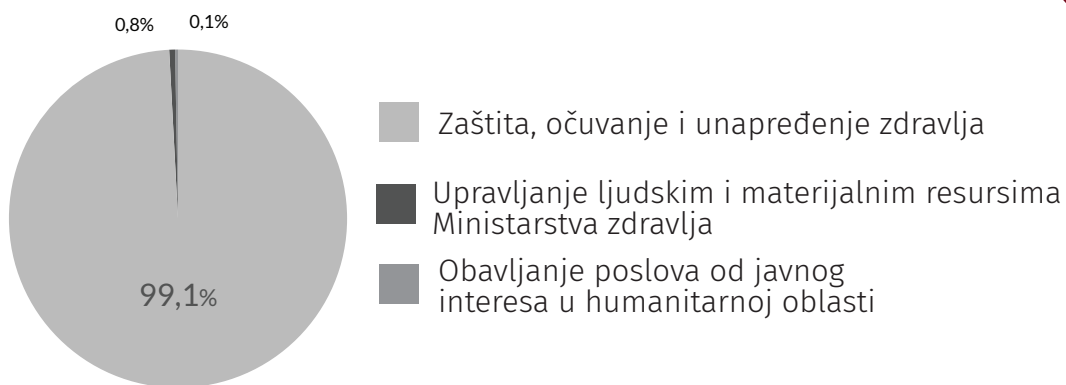 0,8%
0,1%
99,1%
Zaštita, očuvanje i unapređenje zdravlja
Upravljanje ljudskim i materijalnim resursima
Ministarstva zdravlja
Obavljanje poslova od javnog
interesa u humanitarnoj oblasti